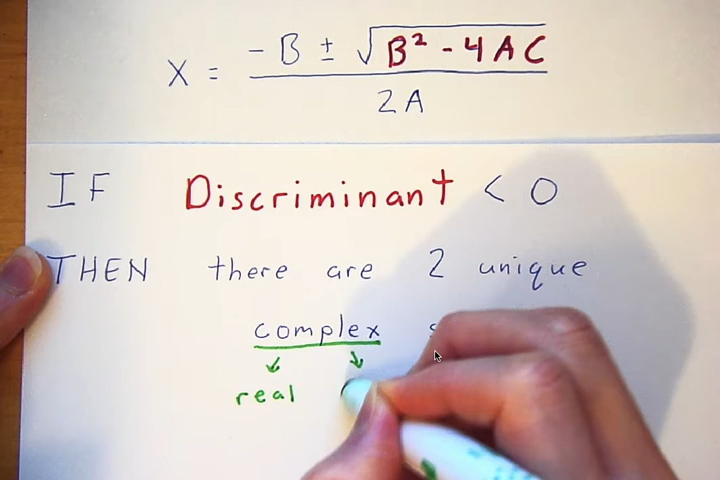 X = -B ± √B² - 4AC / 2A
IF Discriminant < 0
THEN there are 2 unique
complex
real